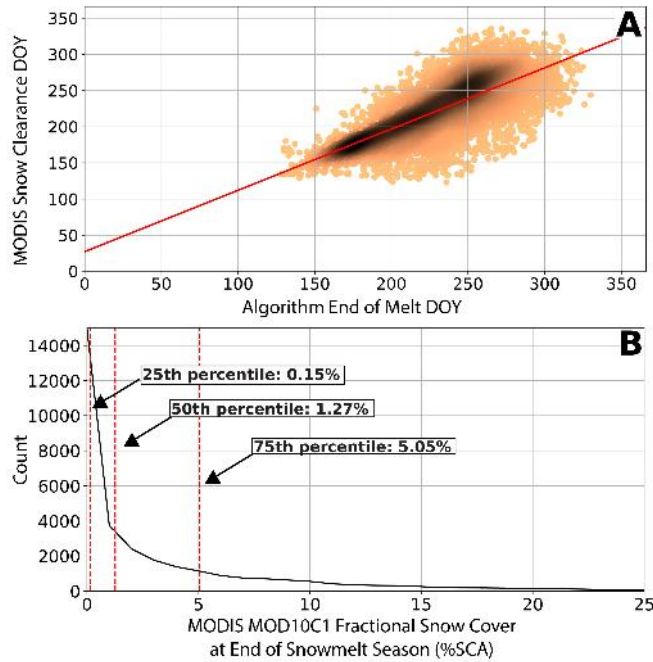 A
350
300
250
200
150
100
50
0
MODIS Snow Clearance DOY
0 50 100 150 200 250 300 350
Algorithm End of Melt DOY
B
14000
12000
10000
8000
6000
4000
2000
0
Count
25th percentile: 0.15%
50th percentile: 1.27%
75th percentile: 5.05%
0 5 10 15 20 25
MODIS MOD10C1 Fractional Snow Cover
at End of Snowmelt Season (%SCA)